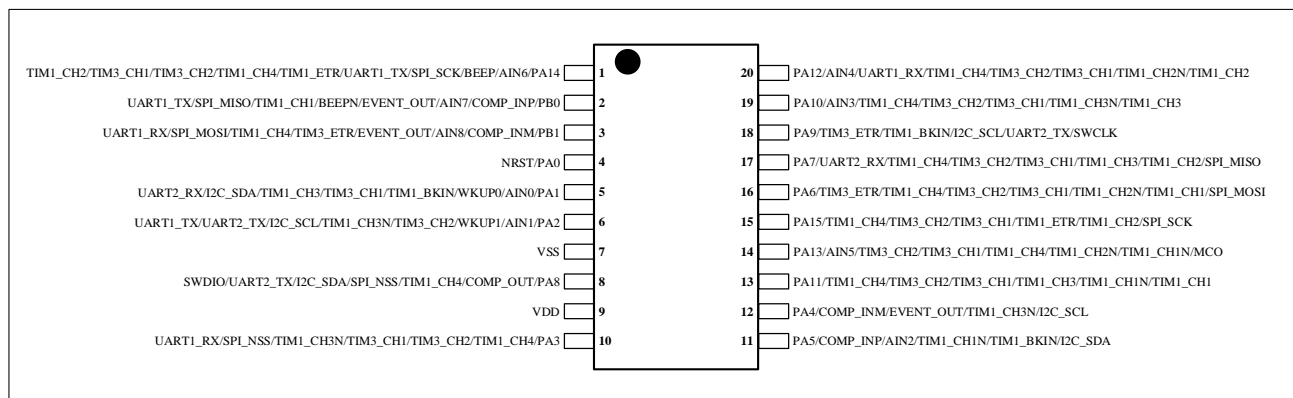 TIM1_CH2/TIM3_CH1/TIM3_CH2/TIM1_CH4/TIM1_ETR/UART1_TX/SPI_SCK/BEEP/AIN6/PA14 1 20 PA12/AIN4/UART1_RX/TIM1_CH4/TIM3_CH2/TIM3_CH1/TIM1_CH2N/TIM1_CH2
UART1_TX/SPI_MISO/TIM1_CH1/BEEPN/EVENT_OUT/AIN7/COMP_INP/PB0 2 19 PA10/AIN3/TIM1_CH4/TIM3_CH2/TIM3_CH1/TIM1_CH3N/TIM1_CH3
UART1_RX/SPI_MOSI/TIM1_CH4/TIM3_ETR/EVENT_OUT/AIN8/COMP_INM/PB1 3 18 PA9/TIM3_ETR/TIM1_BKIN/I2C_SCL/UART2_TX/SWCLK
NRST/PA0 4 17 PA7/UART2_RX/TIM1_CH4/TIM3_CH2/TIM3_CH1/TIM1_CH3/TIM1_CH2/SPI_MISO
UART2_RX/I2C_SDA/TIM1_CH3/TIM3_CH1/TIM1_BKIN/WKUP0/AIN0/PA1 5 16 PA6/TIM3_ETR/TIM1_CH4/TIM3_CH2/TIM3_CH1/TIM1_CH2N/TIM1_CH1/SPI_MOSI
UART1_TX/UART2_TX/I2C_SCL/TIM1_CH3N/TIM3_CH2/WKUP1/AIN1/PA2 6 15 PA15/TIM1_CH4/TIM3_CH2/TIM3_CH1/TIM1_ETR/TIM1_CH2/SPI_SCK
VSS 7 14 PA13/AIN5/TIM3_CH2/TIM3_CH1/TIM1_CH4/TIM1_CH2N/TIM1_CH1N/MCO
SWDIO/UART2_TX/I2C_SDA/SPI_NSS/TIM1_CH4/COMP_OUT/PA8 8 13 PA11/TIM1_CH4/TIM3_CH2/TIM3_CH1/TIM1_CH3/TIM1_CH1N/TIM1_CH1
VDD 9 12 PA4/COMP_INM/EVENT_OUT/TIM1_CH3N/I2C_SCL
UART1_RX/SPI_NSS/TIM1_CH3N/TIM3_CH1/TIM3_CH2/TIM1_CH4/PA3 10 11 PA5/COMP_INP/AIN2/TIM1_CH1N/TIM1_BKIN/I2C_SDA